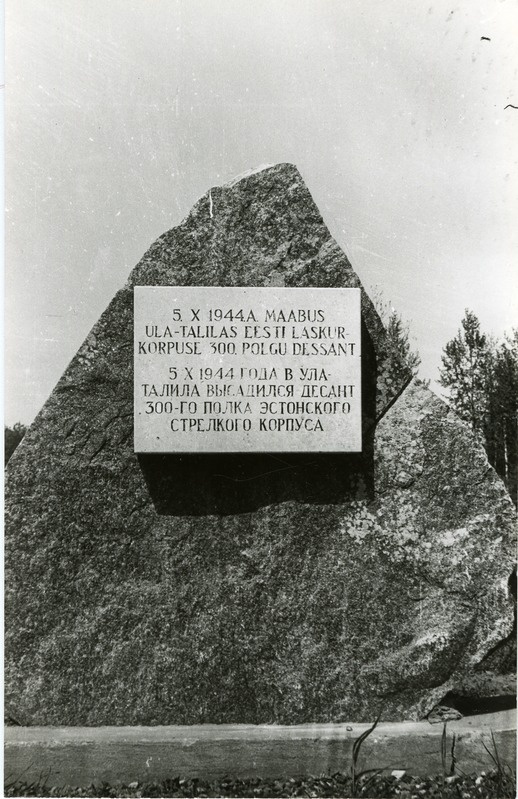 5. X 1944.A. MAABUS
ULA-TALILAS EESTI LASKUR-
KORPUSE 300. POLGU DESSANT
5 X 1944 ГОДА В УЛА-
ТАЛИЛА ВЫСАДИЛСЯ ДЕСАНТ
300-ГО ПОЛКА ЭСТОНСКОГО
СТРЕЛКОГО КОРПУСА